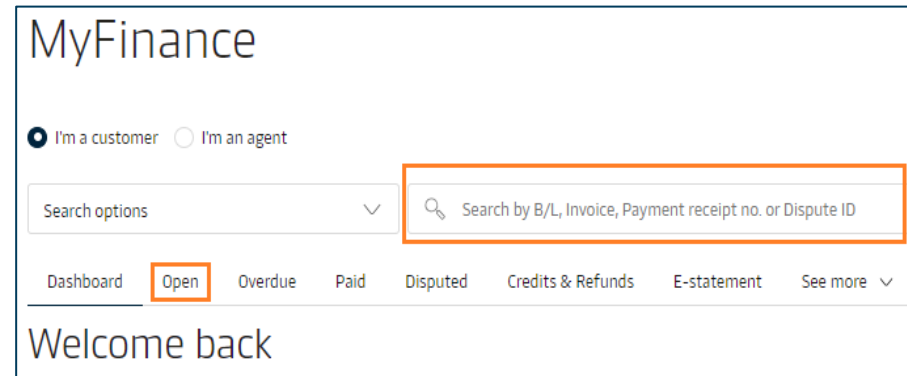 MyFinance
I'm a customer I'm an agent
Search options Search by B/L, Invoice, Payment receipt no. or Dispute ID
Dashboard Open Overdue Paid Disputed Credits & Refunds E-statement See more
Welcome back